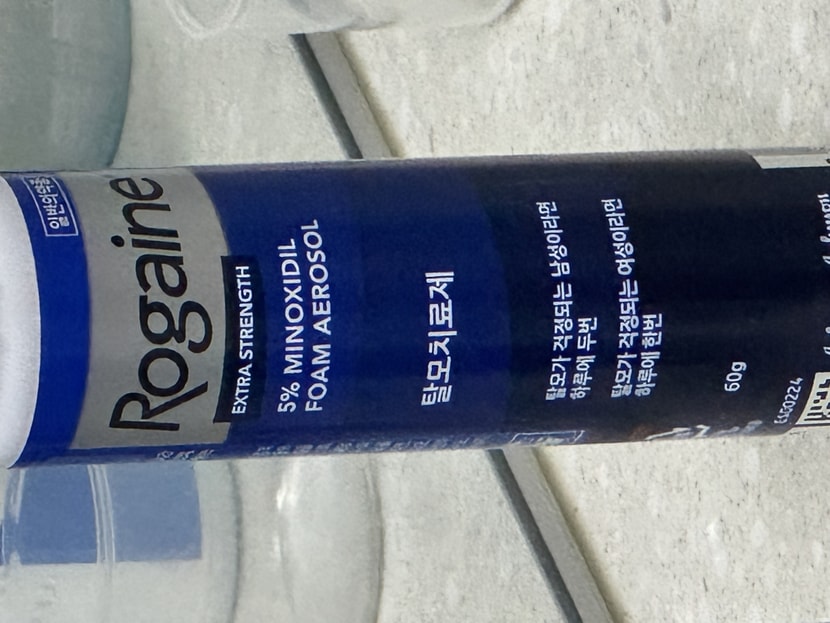 일반의약품
Rogaine
EXTRA STRENGTH
5% MINOXIDIL
FOAM AEROSOL
탈모치료제
탈모가 걱정되는 남성이라면
하루에 두번
탈모가 걱정되는 여성이라면
하루에 한번
60g